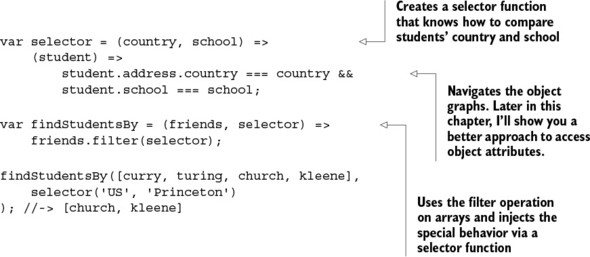 Creates a selector function
that knows how to compare
students’ country and school
var selector = (country, school) =>
(student) =>
student.address.country === country &&
student.school === school;
Navigates the object
graphs. Later in this
chapter, I’ll show you a
better approach to access
object attributes.
var findStudentsBy = (friends, selector) =>
friends.filter(selector);
findStudentsBy([curry, turing, church, kleene],
selector('US', 'Princeton')
); //-> [church, kleene]
Uses the filter operation
on arrays and injects the
special behavior via a
selector function